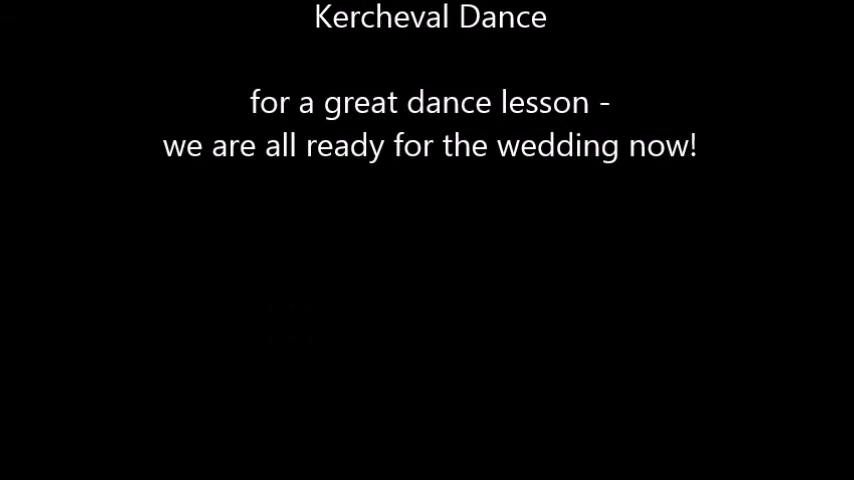 Kercheval Dance
for a great dance lesson -
we are all ready for the wedding now!